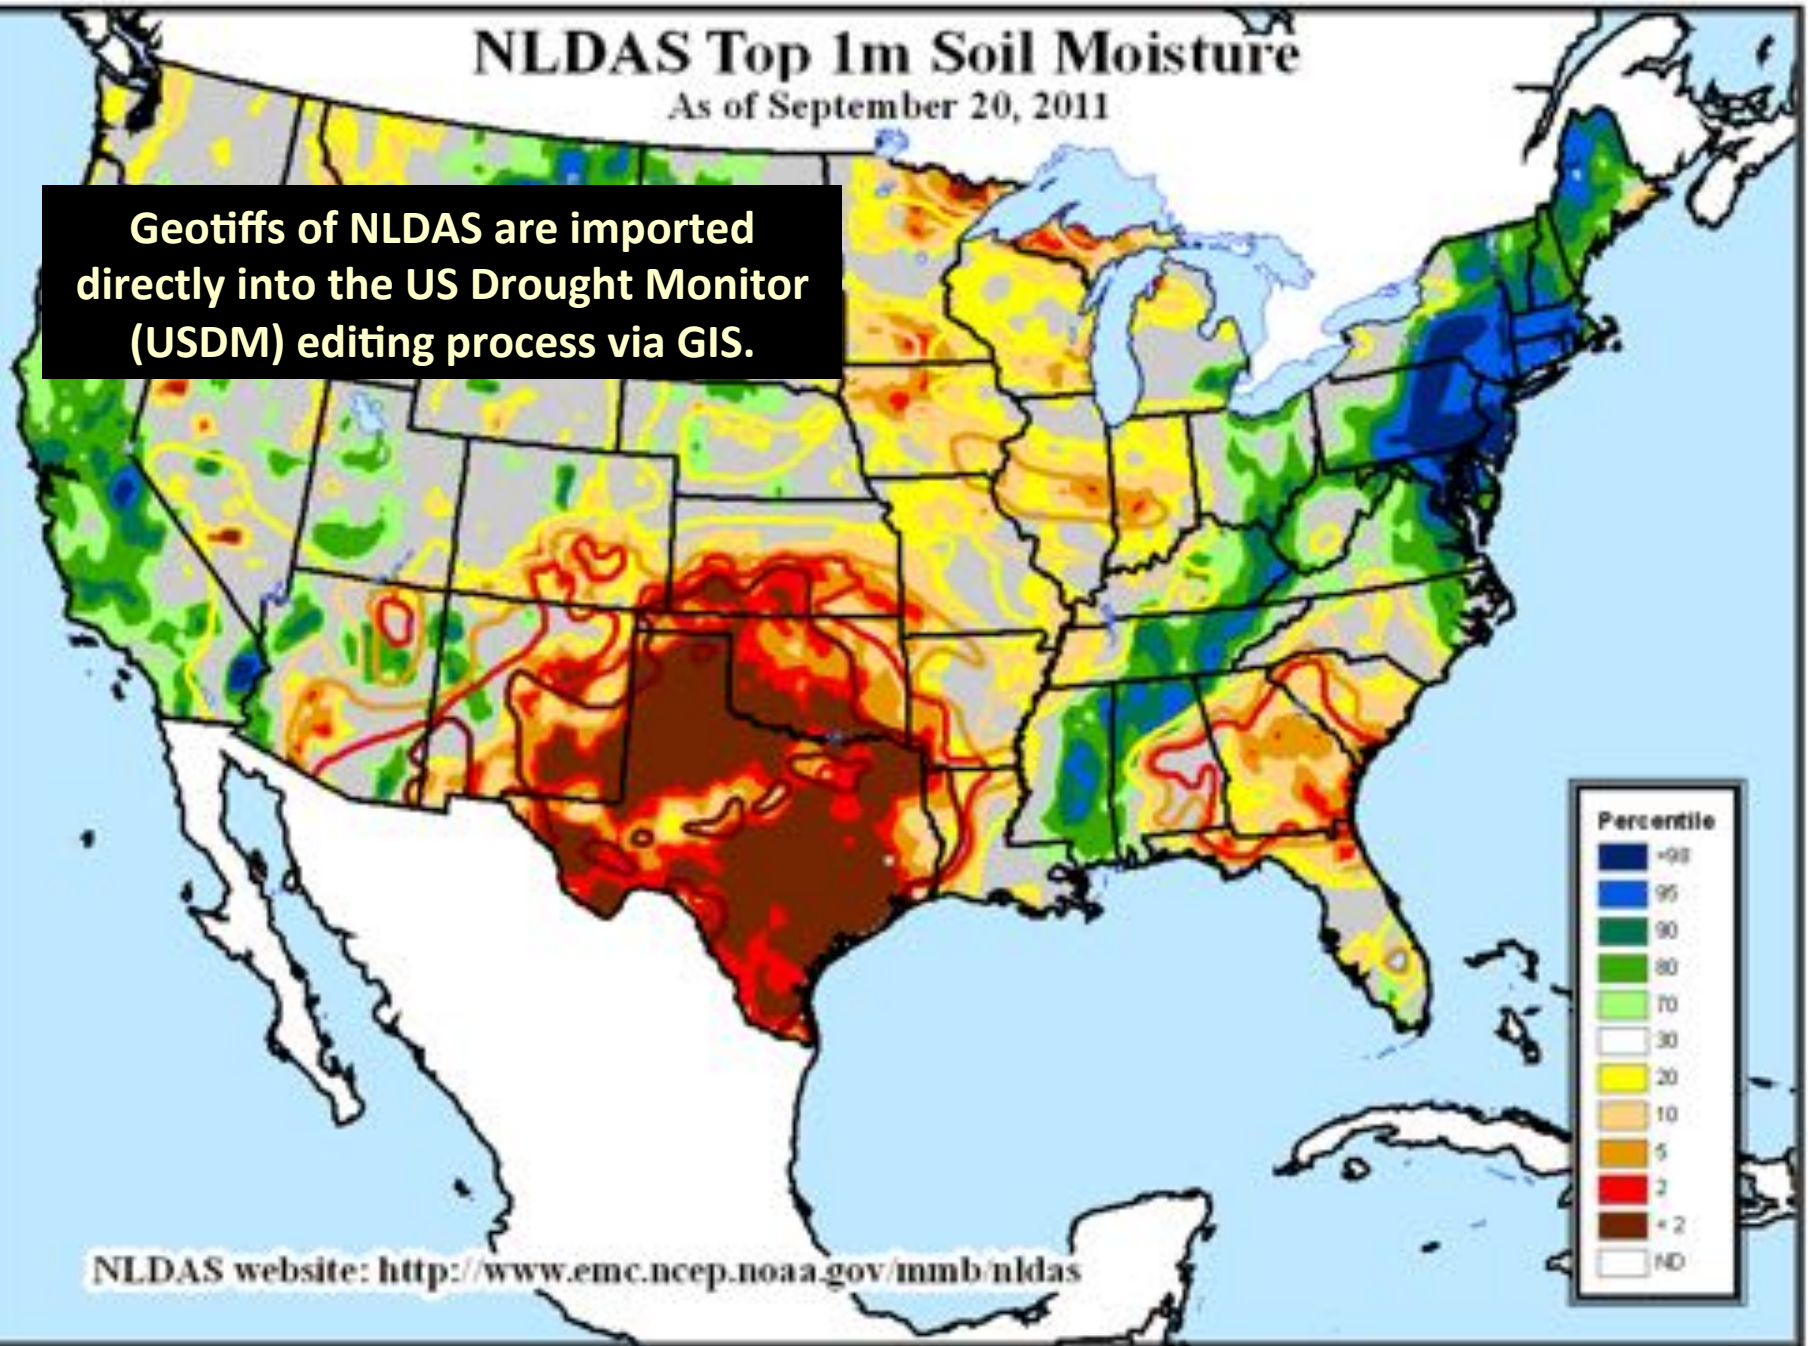 NLDAS Top 1m Soil Moisture
As of September 20, 2011
Geotiffs of NLDAS are imported
directly into the US Drought Monitor
(USDM) editing process via GIS.
Percentile
95
90
80
70
30
20
10
5
2
< 2
ND
NLDAS website: http://www.emc.ncep.noaa.gov/mmb/nldas